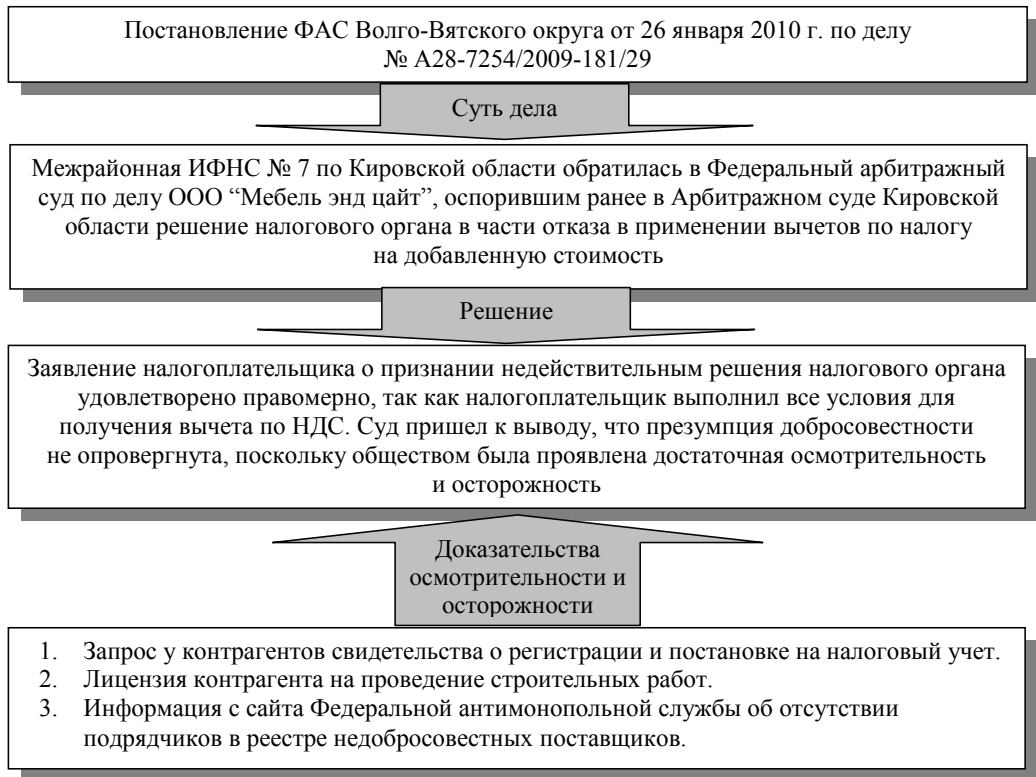 Постановление ФАС Волго-Вятского округа от 26 января 2010 г. по делу
№ А28-7254/2009-181/29
Суть дела
Межрайонная ИФНС № 7 по Кировской области обратилась в Федеральный арбитражный
суд по делу ООО “Мебель энд цайт”, оспорившим ранее в Арбитражном суде Кировской
области решение налогового органа в части отказа в применении вычетов по налогу
на добавленную стоимость
Решение
Заявление налогоплательщика о признании недействительным решения налогового органа
удовлетворено правомерно, так как налогоплательщик выполнил все условия для
получения вычета по НДС. Суд пришел к выводу, что презумпция добросовестности
не опровергнута, поскольку обществом была проявлена достаточная осмотрительность
и осторожность
Доказательства
осмотрительности и
осторожности
1. Запрос у контрагентов свидетельства о регистрации и постановке на налоговый учет.
2. Лицензия контрагента на проведение строительных работ.
3. Информация с сайта Федеральной антимонопольной службы об отсутствии
подрядчиков в реестре недобросовестных поставщиков.